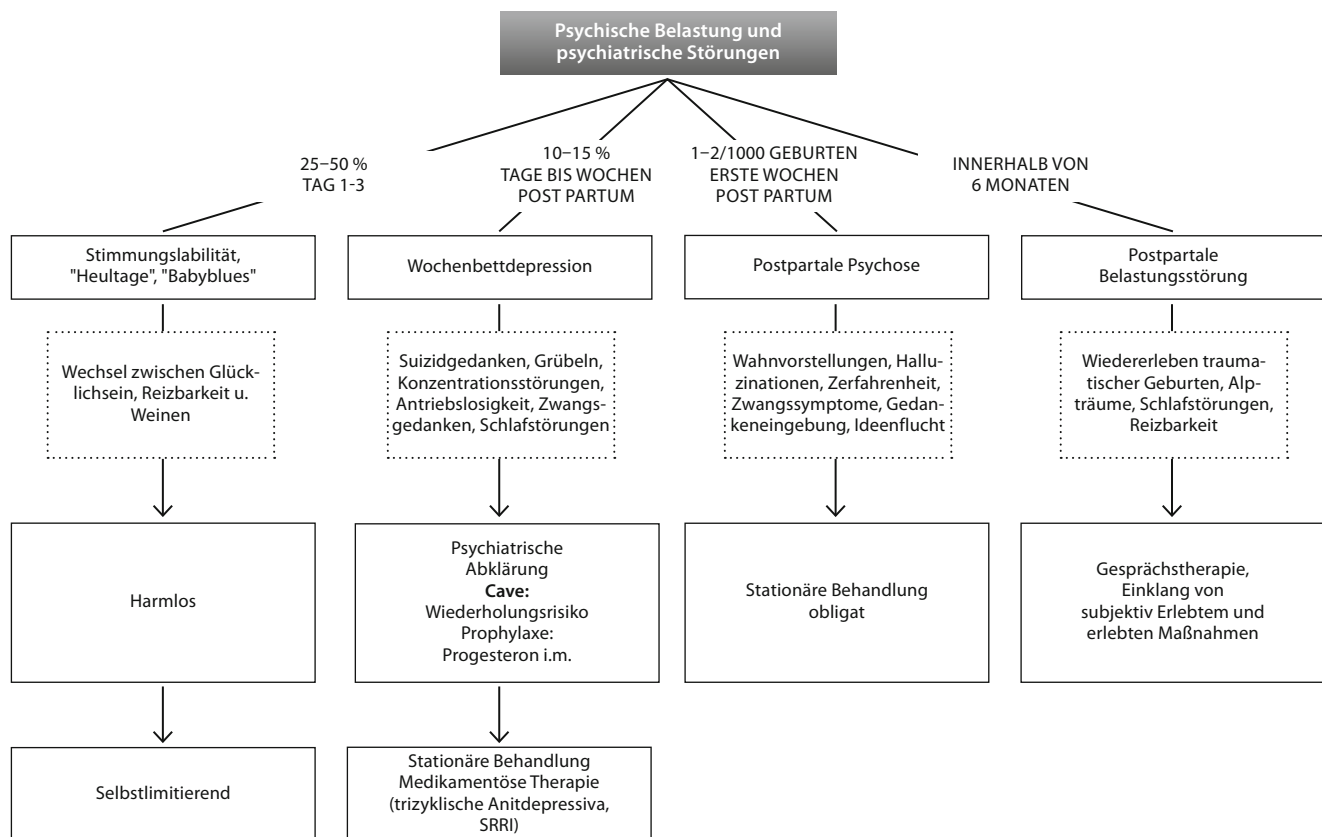 Psychische Belastung und
psychiatrische Störungen
25–50 %
TAG 1-3
10–15 %
TAGE BIS WOCHEN
POST PARTUM
1–2/1000 GEBURTEN
ERSTE WOCHEN
POST PARTUM
INNERHALB VON
6 MONATEN
Stimmungslabilität,
"Heultage", "Babyblues"
Wochenbettdepression
Postpartale Psychose
Postpartale
Belastungsstörung
Wechsel zwischen Glück-
lichsein, Reizbarkeit u.
Weinen
Suizidgedanken, Grübeln,
Konzentrationsstörungen,
Antriebslosigkeit, Zwangs-
gedanken, Schlafstörungen
Wahnvorstellungen, Hallu-
zinationen, Zerfahrenheit,
Zwangssymptome, Gedan-
keneingebung, Ideenflucht
Wiedererleben trauma-
tischer Geburten, Alp-
träume, Schlafstörungen,
Reizbarkeit
Harmlos
Psychiatrische
Abklärung
Cave:
Wiederholungsrisiko
Prophylaxe:
Progesteron i.m.
Stationäre Behandlung
obligat
Gesprächstherapie,
Einklang von
subjektiv Erlebtem und
erlebten Maßnahmen
Selbstlimitierend
Stationäre Behandlung
Medikamentöse Therapie
(trizyklische Anitdepressiva,
SRRI)